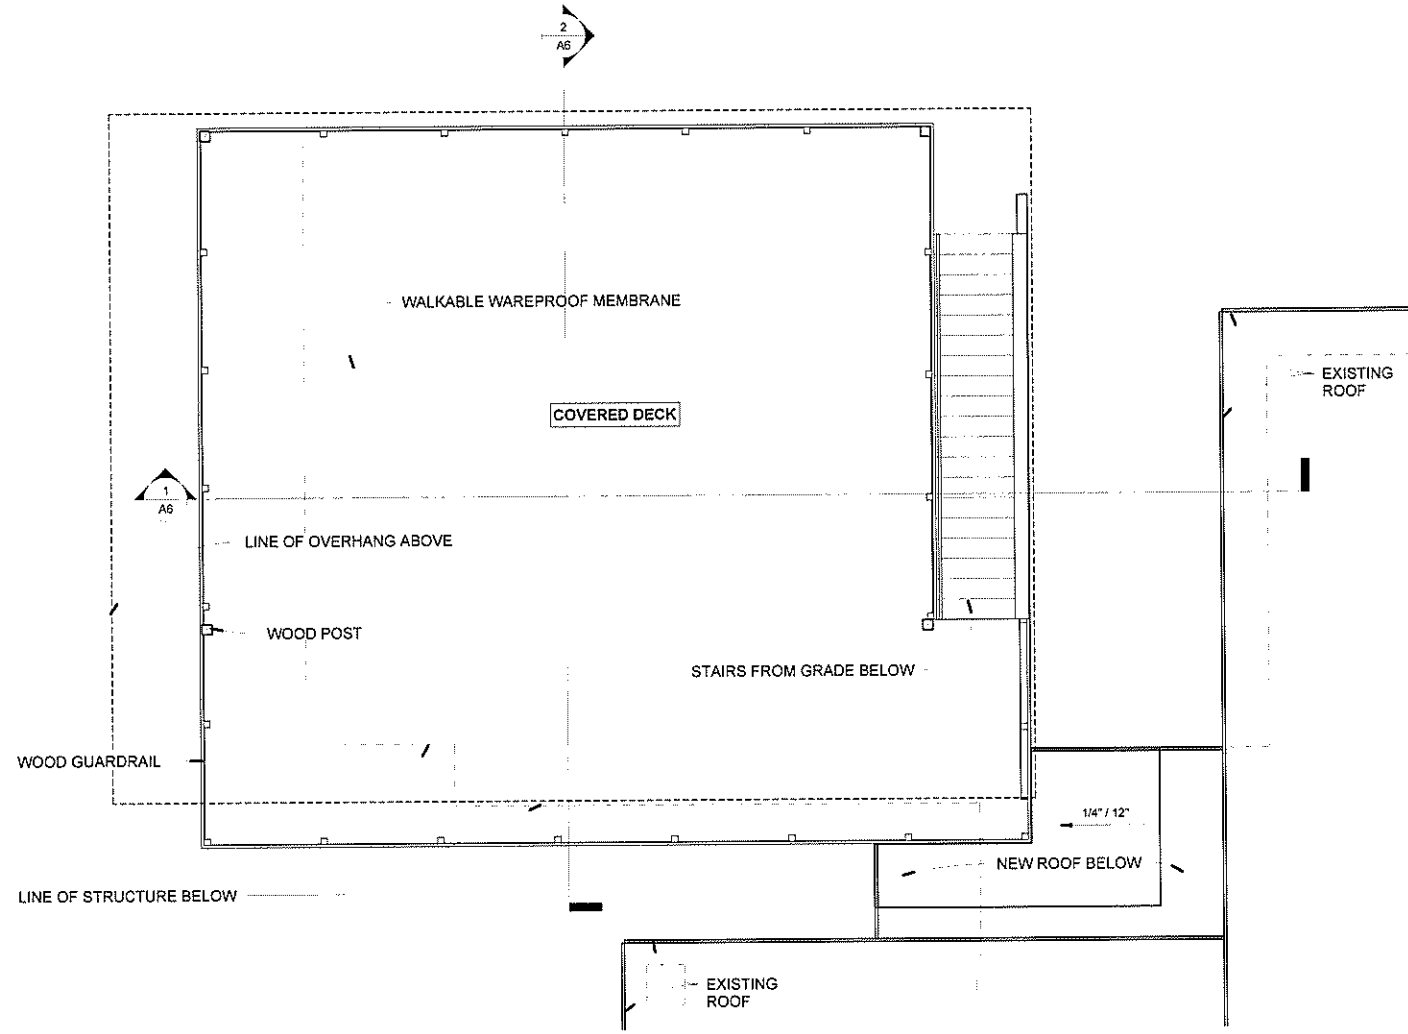 2
A6
WALKABLE WAREPROOF MEMBRANE
EXISTING
ROOF
COVERED DECK
1
A6
LINE OF OVERHANG ABOVE
WOOD POST
STAIRS FROM GRADE BELOW
WOOD GUARDRAIL
1/4" / 12"
NEW ROOF BELOW
LINE OF STRUCTURE BELOW
EXISTING
ROOF